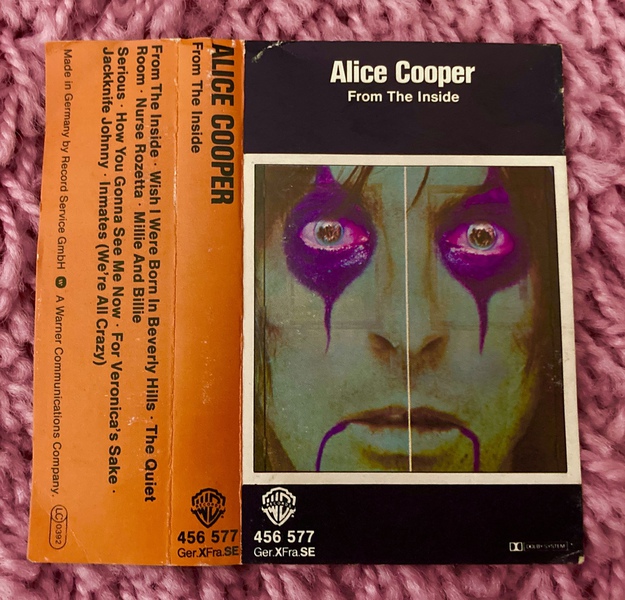 Alice Cooper
From The Inside
456 577
Ger.XFra.SE
DOLBY SYSTEM
ALICE COOPER
From The Inside
456 577
Ger.XFra.SE
From The Inside · Wish I Were Born In Beverly Hills · The Quiet
Room · Nurse Rozetta · Millie And Billie
Serious · How You Gonna See Me Now · For Veronica's Sake ·
Jackknife Johnny · Inmates (We're All Crazy)
Made in Germany by Record Service GmbH W A Warner Communications Company.
LC 0392